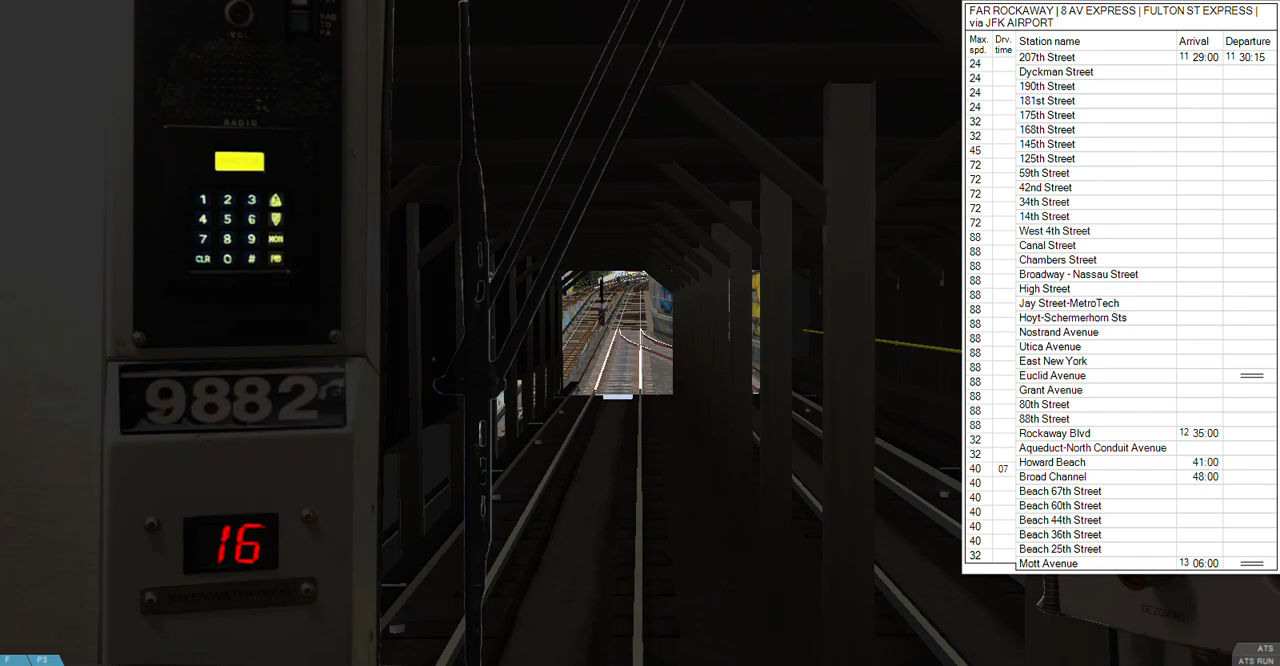 VOL
RAD
TO
PA
RADIO
1 2 3
4 5 6
7 8 9 MON
CLR 0 # PB
9882
16
SPEEDOMETER (MPH)
F P3
FAR ROCKAWAY | 8 AV EXPRESS | FULTON ST EXPRESS |
via JFK AIRPORT
Max. spd. Drv. time Station name Arrival Departure
207th Street 11 29:00 11 30:15
24
Dyckman Street
24
190th Street
24
181st Street
24
175th Street
32
168th Street
32
145th Street
45
125th Street
72
59th Street
72
42nd Street
72
34th Street
72
14th Street
72
West 4th Street
88
Canal Street
88
Chambers Street
88
Broadway - Nassau Street
88
High Street
88
Jay Street-MetroTech
88
Hoyt-Schermerhorn Sts
88
Nostrand Avenue
88
Utica Avenue
88
East New York
88
Euclid Avenue
88
Grant Avenue
88
80th Street
88
88th Street
88
Rockaway Blvd 12 35:00
32
Aqueduct-North Conduit Avenue
32
Howard Beach 41:00
40 07
Broad Channel 48:00
40
Beach 67th Street
40
Beach 60th Street
40
Beach 44th Street
40
Beach 36th Street
40
Beach 25th Street
32
Mott Avenue 13 06:00
ATS
ATS RUN